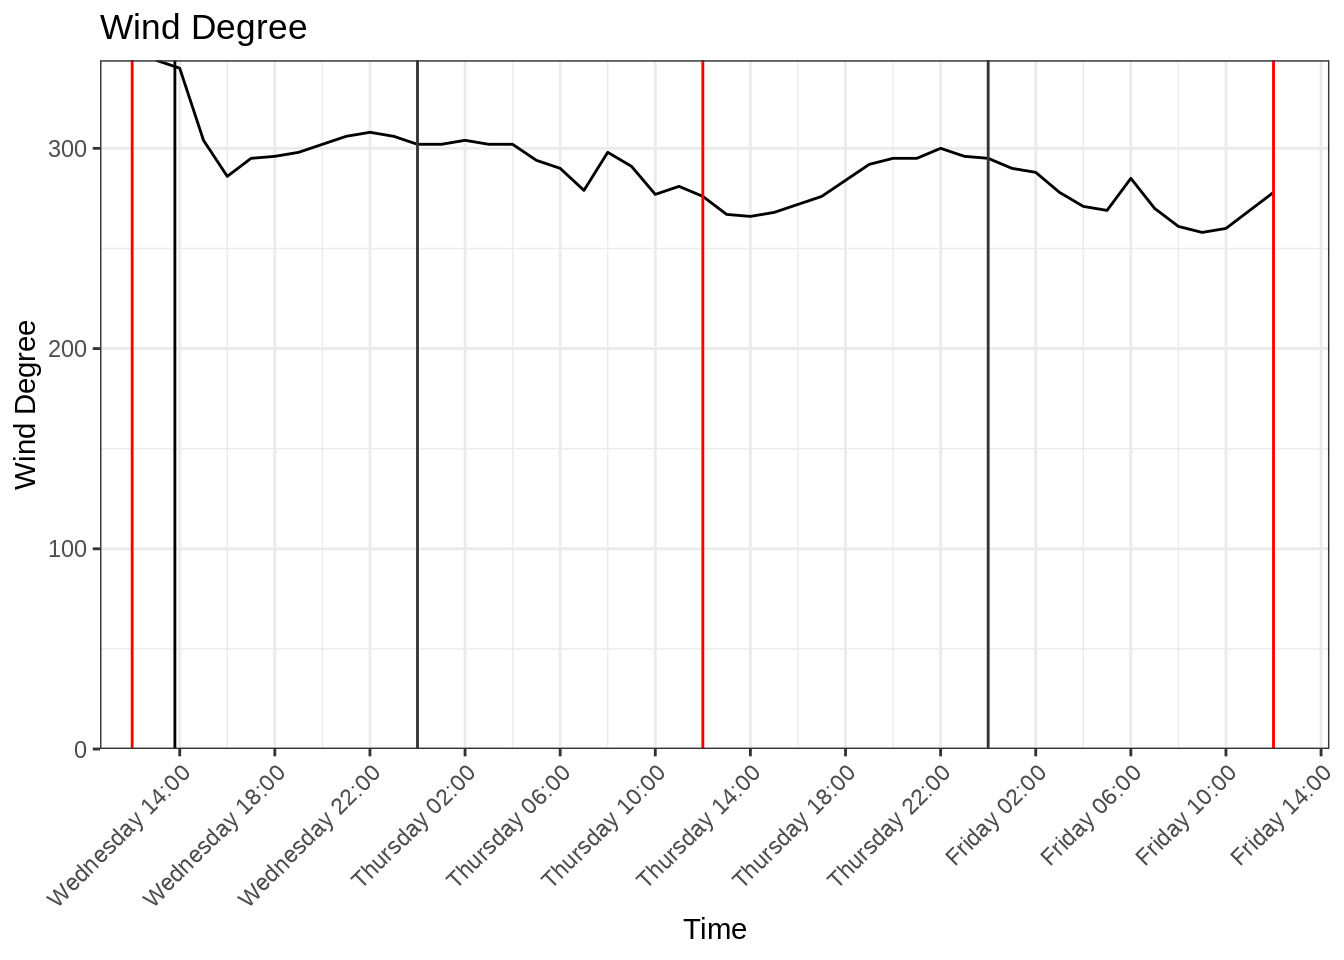 Wind Degree
Wind Degree
300
200
100
0
Wednesday 14:00
Wednesday 18:00
Wednesday 22:00
Thursday 02:00
Thursday 06:00
Thursday 10:00
Thursday 14:00
Thursday 18:00
Thursday 22:00
Friday 02:00
Friday 06:00
Friday 10:00
Friday 14:00
Time